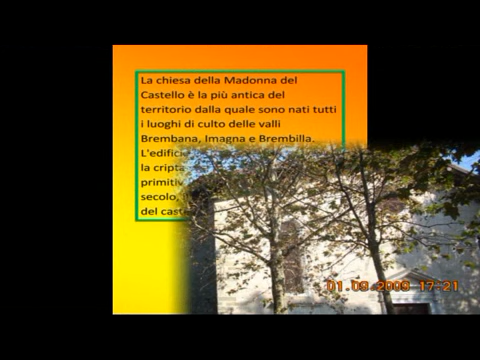 La chiesa della Madonna del
Castello è la più antica del
territorio dalla quale sono nati tutti
i luoghi di culto delle valli
Brembana, Imagna e Brembilla.
L'edificio
la cripta
primitiv
secolo,
del caste
01.09.2009 17:21